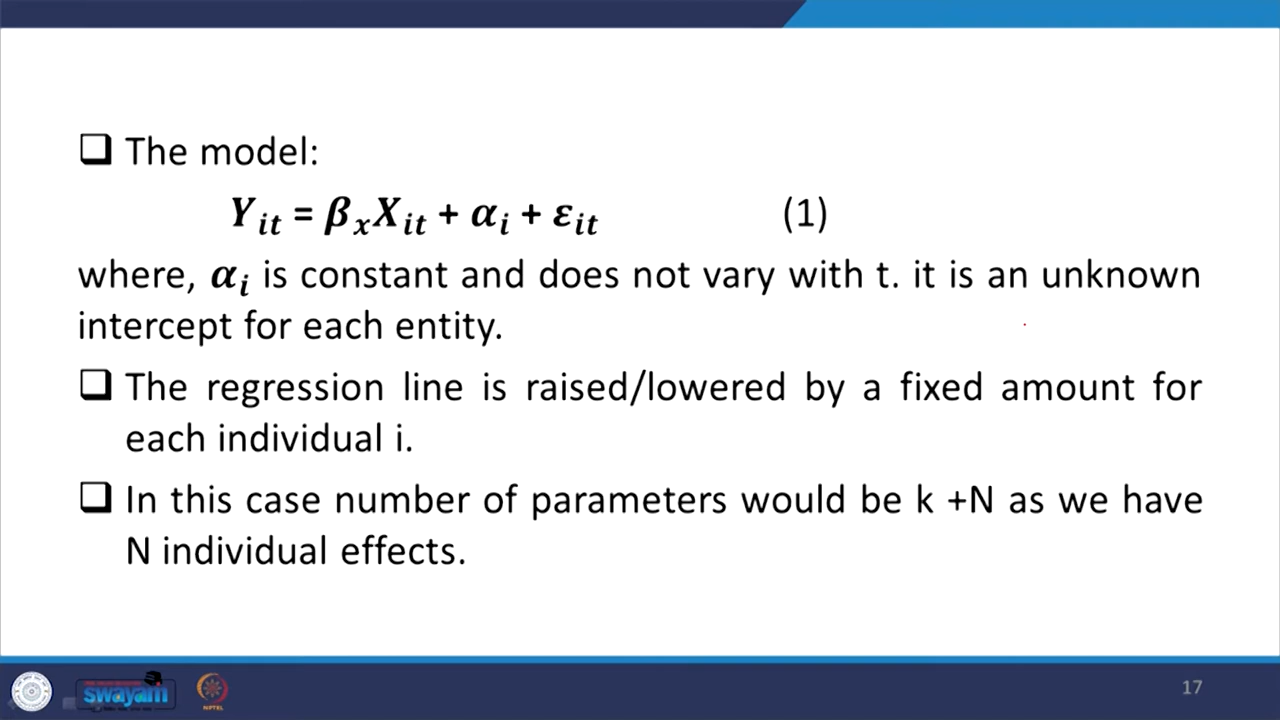 ❑ The model:
Y_it = β_x X_it + α_i + ε_it (1)
where, α_i is constant and does not vary with t. it is an unknown
intercept for each entity.
❑ The regression line is raised/lowered by a fixed amount for
each individual i.
❑ In this case number of parameters would be k +N as we have
N individual effects.
swayam
NPTEL
17